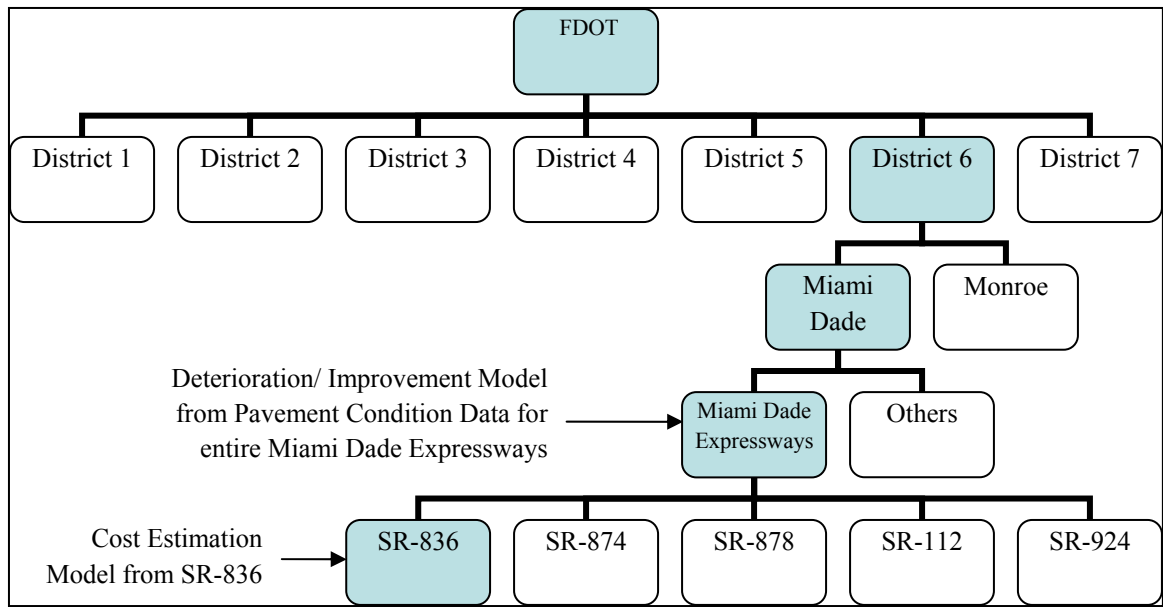 FDOT
District 1
District 2
District 3
District 4
District 5
District 6
District 7
Miami
Dade
Monroe
Deterioration/ Improvement Model
from Pavement Condition Data for
entire Miami Dade Expressways
Miami Dade
Expressways
Others
Cost Estimation
Model from SR-836
SR-836
SR-874
SR-878
SR-112
SR-924